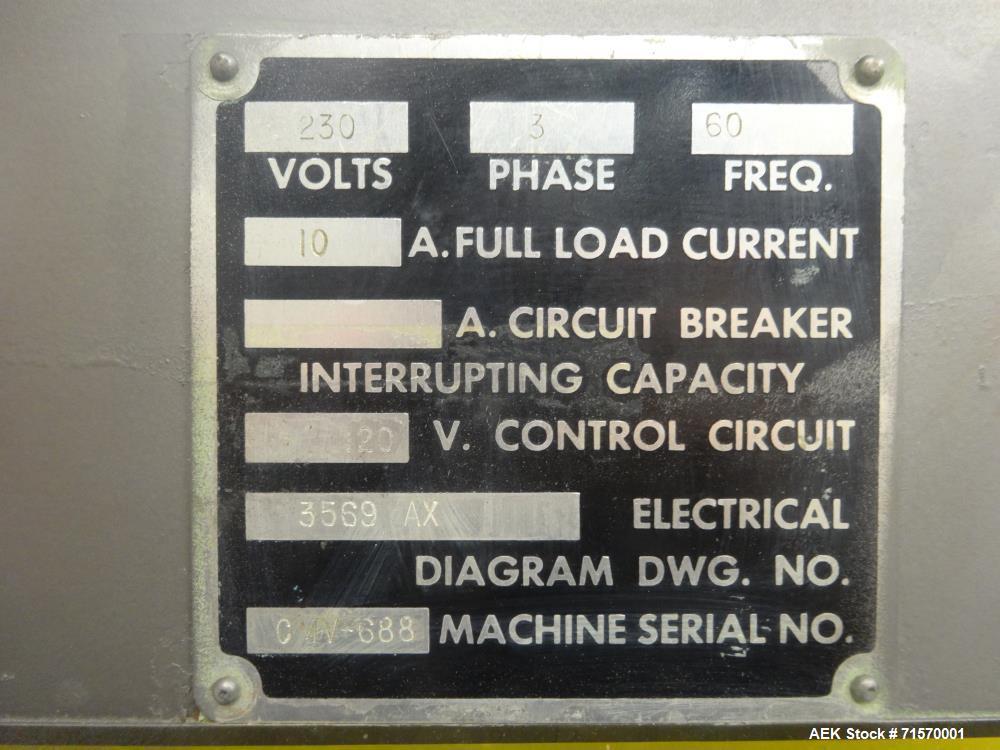 230 3 60
VOLTS PHASE FREQ.
10 A. FULL LOAD CURRENT
A. CIRCUIT BREAKER
INTERRUPTING CAPACITY
120 V. CONTROL CIRCUIT
3569 AX ELECTRICAL
DIAGRAM DWG. NO.
MACHINE SERIAL NO.
AEK Stock # 71570001